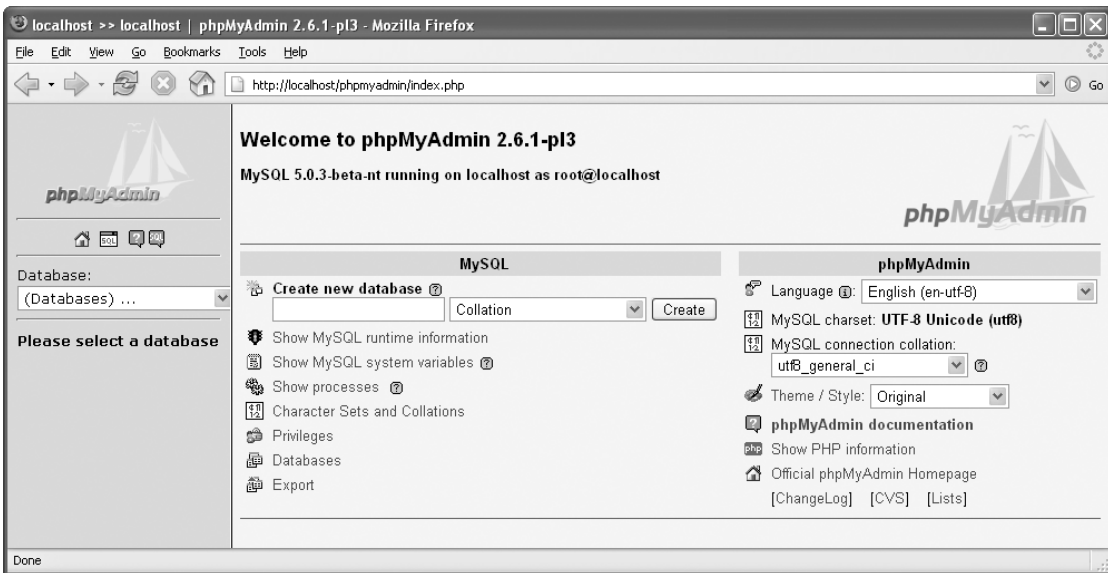 localhost >> localhost | phpMyAdmin 2.6.1-pl3 - Mozilla Firefox
File Edit View Go Bookmarks Tools Help
http://localhost/phpmyadmin/index.php Go
phpMyAdmin
SQL
Database:
(Databases) ...
Please select a database
Welcome to phpMyAdmin 2.6.1-pl3
MySQL 5.0.3-beta-nt running on localhost as root@localhost
phpMyAdmin
MySQL
Create new database
Collation Create
Show MySQL runtime information
Show MySQL system variables
Show processes
Character Sets and Collations
Privileges
Databases
Export
phpMyAdmin
Language : English (en-utf-8)
MySQL charset: UTF-8 Unicode (utf8)
MySQL connection collation:
utf8_general_ci
Theme / Style: Original
phpMyAdmin documentation
php Show PHP information
Official phpMyAdmin Homepage
[ChangeLog] [CVS] [Lists]
Done